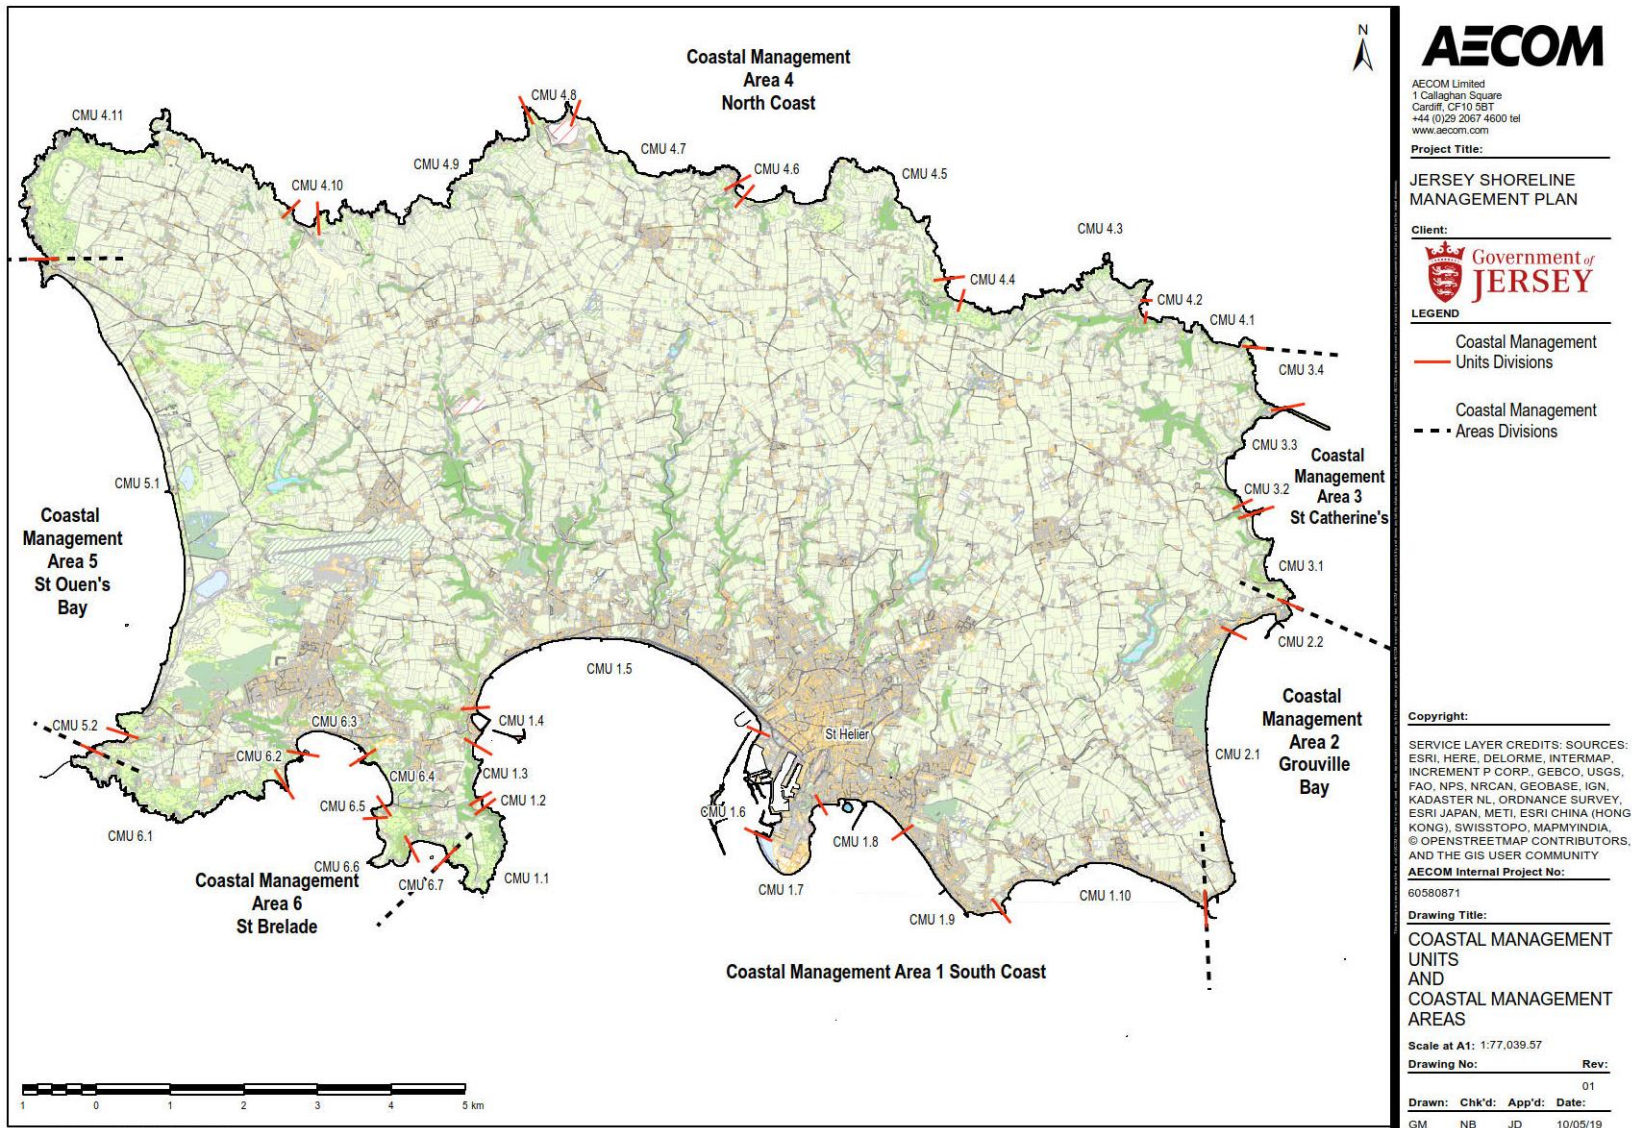 Coastal Management
Area 4
North Coast
N
CMU 4.11
CMU 4.10
CMU 4.9
CMU 4.8
CMU 4.7
CMU 4.6
CMU 4.5
CMU 4.4
CMU 4.3
CMU 4.2
CMU 4.1
CMU 3.4
CMU 3.3
CMU 3.2
CMU 3.1
Coastal
Management
Area 3
St Catherine's
CMU 2.2
CMU 2.1
Coastal
Management
Area 2
Grouville
Bay
CMU 5.1
Coastal
Management
Area 5
St Ouen's
Bay
CMU 5.2
CMU 6.1
CMU 6.2
CMU 6.3
CMU 6.4
CMU 6.5
CMU 6.6
CMU 6.7
Coastal Management
Area 6
St Brelade
CMU 1.1
CMU 1.2
CMU 1.3
CMU 1.4
CMU 1.5
St Helier
CMU 1.6
CMU 1.7
CMU 1.8
CMU 1.9
CMU 1.10
Coastal Management Area 1 South Coast
1 0 1 2 3 4 5 km
AECOM
AECOM Limited
1 Callaghan Square
Cardiff, CF10 5BT
+44 (0)29 2067 4600 tel
www.aecom.com
Project Title:
JERSEY SHORELINE
MANAGEMENT PLAN
Client:
Government of
JERSEY
LEGEND
Coastal Management
Units Divisions
Coastal Management
Areas Divisions
Copyright:
SERVICE LAYER CREDITS: SOURCES:
ESRI, HERE, DELORME, INTERMAP,
INCREMENT P CORP., GEBCO, USGS,
FAO, NPS, NRCAN, GEOBASE, IGN,
KADASTER NL, ORDNANCE SURVEY,
ESRI JAPAN, METI, ESRI CHINA (HONG
KONG), SWISSTOPO, MAPMYINDIA,
© OPENSTREETMAP CONTRIBUTORS,
AND THE GIS USER COMMUNITY
AECOM Internal Project No:
60580871
Drawing Title:
COASTAL MANAGEMENT
UNITS
AND
COASTAL MANAGEMENT
AREAS
Scale at A1: 1:77,039.57
Drawing No: Rev:
01
Drawn: Chk'd: App'd: Date:
GM NB JD 10/05/19